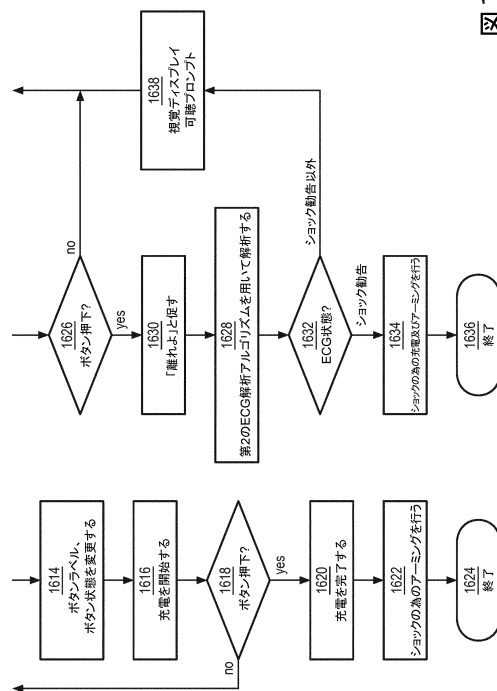 1614
ボタンラベル、
ボタン状態を変更する
1616
充電を開始する
1618
ボタン押下?
no
yes
1620
充電を完了する
1622
ショックの為のアーミングを行う
1624
終了
1626
ボタン押下?
no
yes
1638
視覚ディスプレイ
可聴プロンプト
1630
「離れよ」と促す
1628
第2のECG解析アルゴリズムを用いて解析する
1632
ECG状態?
ショック勧告以外
ショック勧告
1634
ショックの為の充電及びアーミングを行う
1636
終了
図